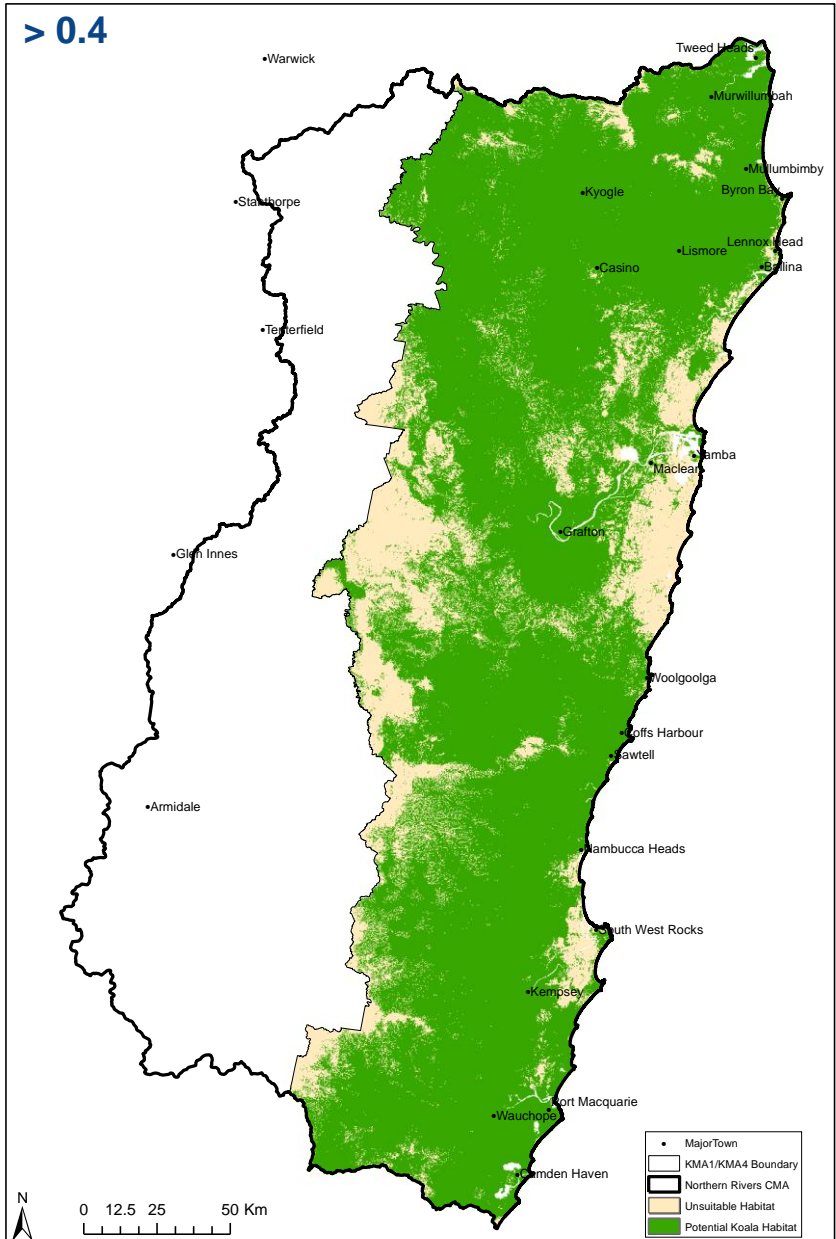 > 0.4
Warwick
Tweed Heads
Murwillumbah
Mullumbimby
Stanthorpe
Kyogle
Byron Bay
Lennox Head
Lismore
Casino
Ballina
Tenterfield
Yamba
Maclean
Grafton
Glen Innes
Woolgoolga
Coffs Harbour
Sawtell
Armidale
Nambucca Heads
South West Rocks
Kempsey
Port Macquarie
Wauchope
Camden Haven
MajorTown
KMA1/KMA4 Boundary
Northern Rivers CMA
Unsuitable Habitat
Potential Koala Habitat
N
0 12.5 25 50 Km